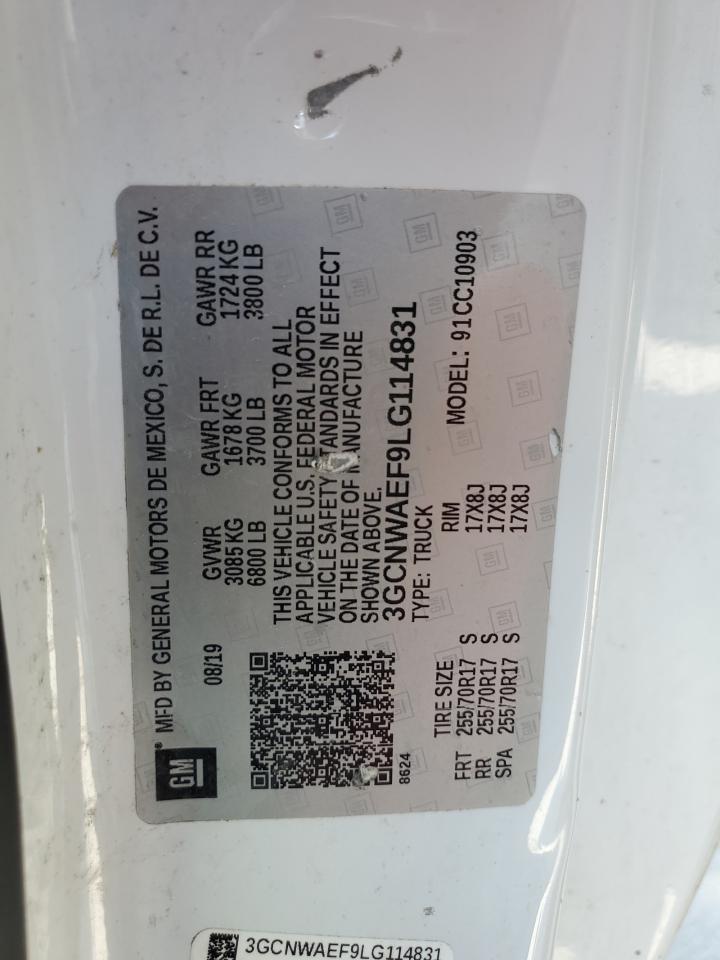 GM® MFD BY GENERAL MOTORS DE MEXICO, S. DE R.L. DE C.V.
08/19 GVWR GAWR FRT GAWR RR
3085 KG 1678 KG 1724 KG
6800 LB 3700 LB 3800 LB
THIS VEHICLE CONFORMS TO ALL
APPLICABLE U.S. FEDERAL MOTOR
VEHICLE SAFETY STANDARDS IN EFFECT
ON THE DATE OF MANUFACTURE
SHOWN ABOVE.
3GCNWAEF9LG114831
8624 TYPE: TRUCK
TIRE SIZE RIM MODEL: 91CC10903
FRT 255/70R17 S 17X8J
RR 255/70R17 S 17X8J
SPA 255/70R17 S 17X8J
3GCNWAEF9LG114831